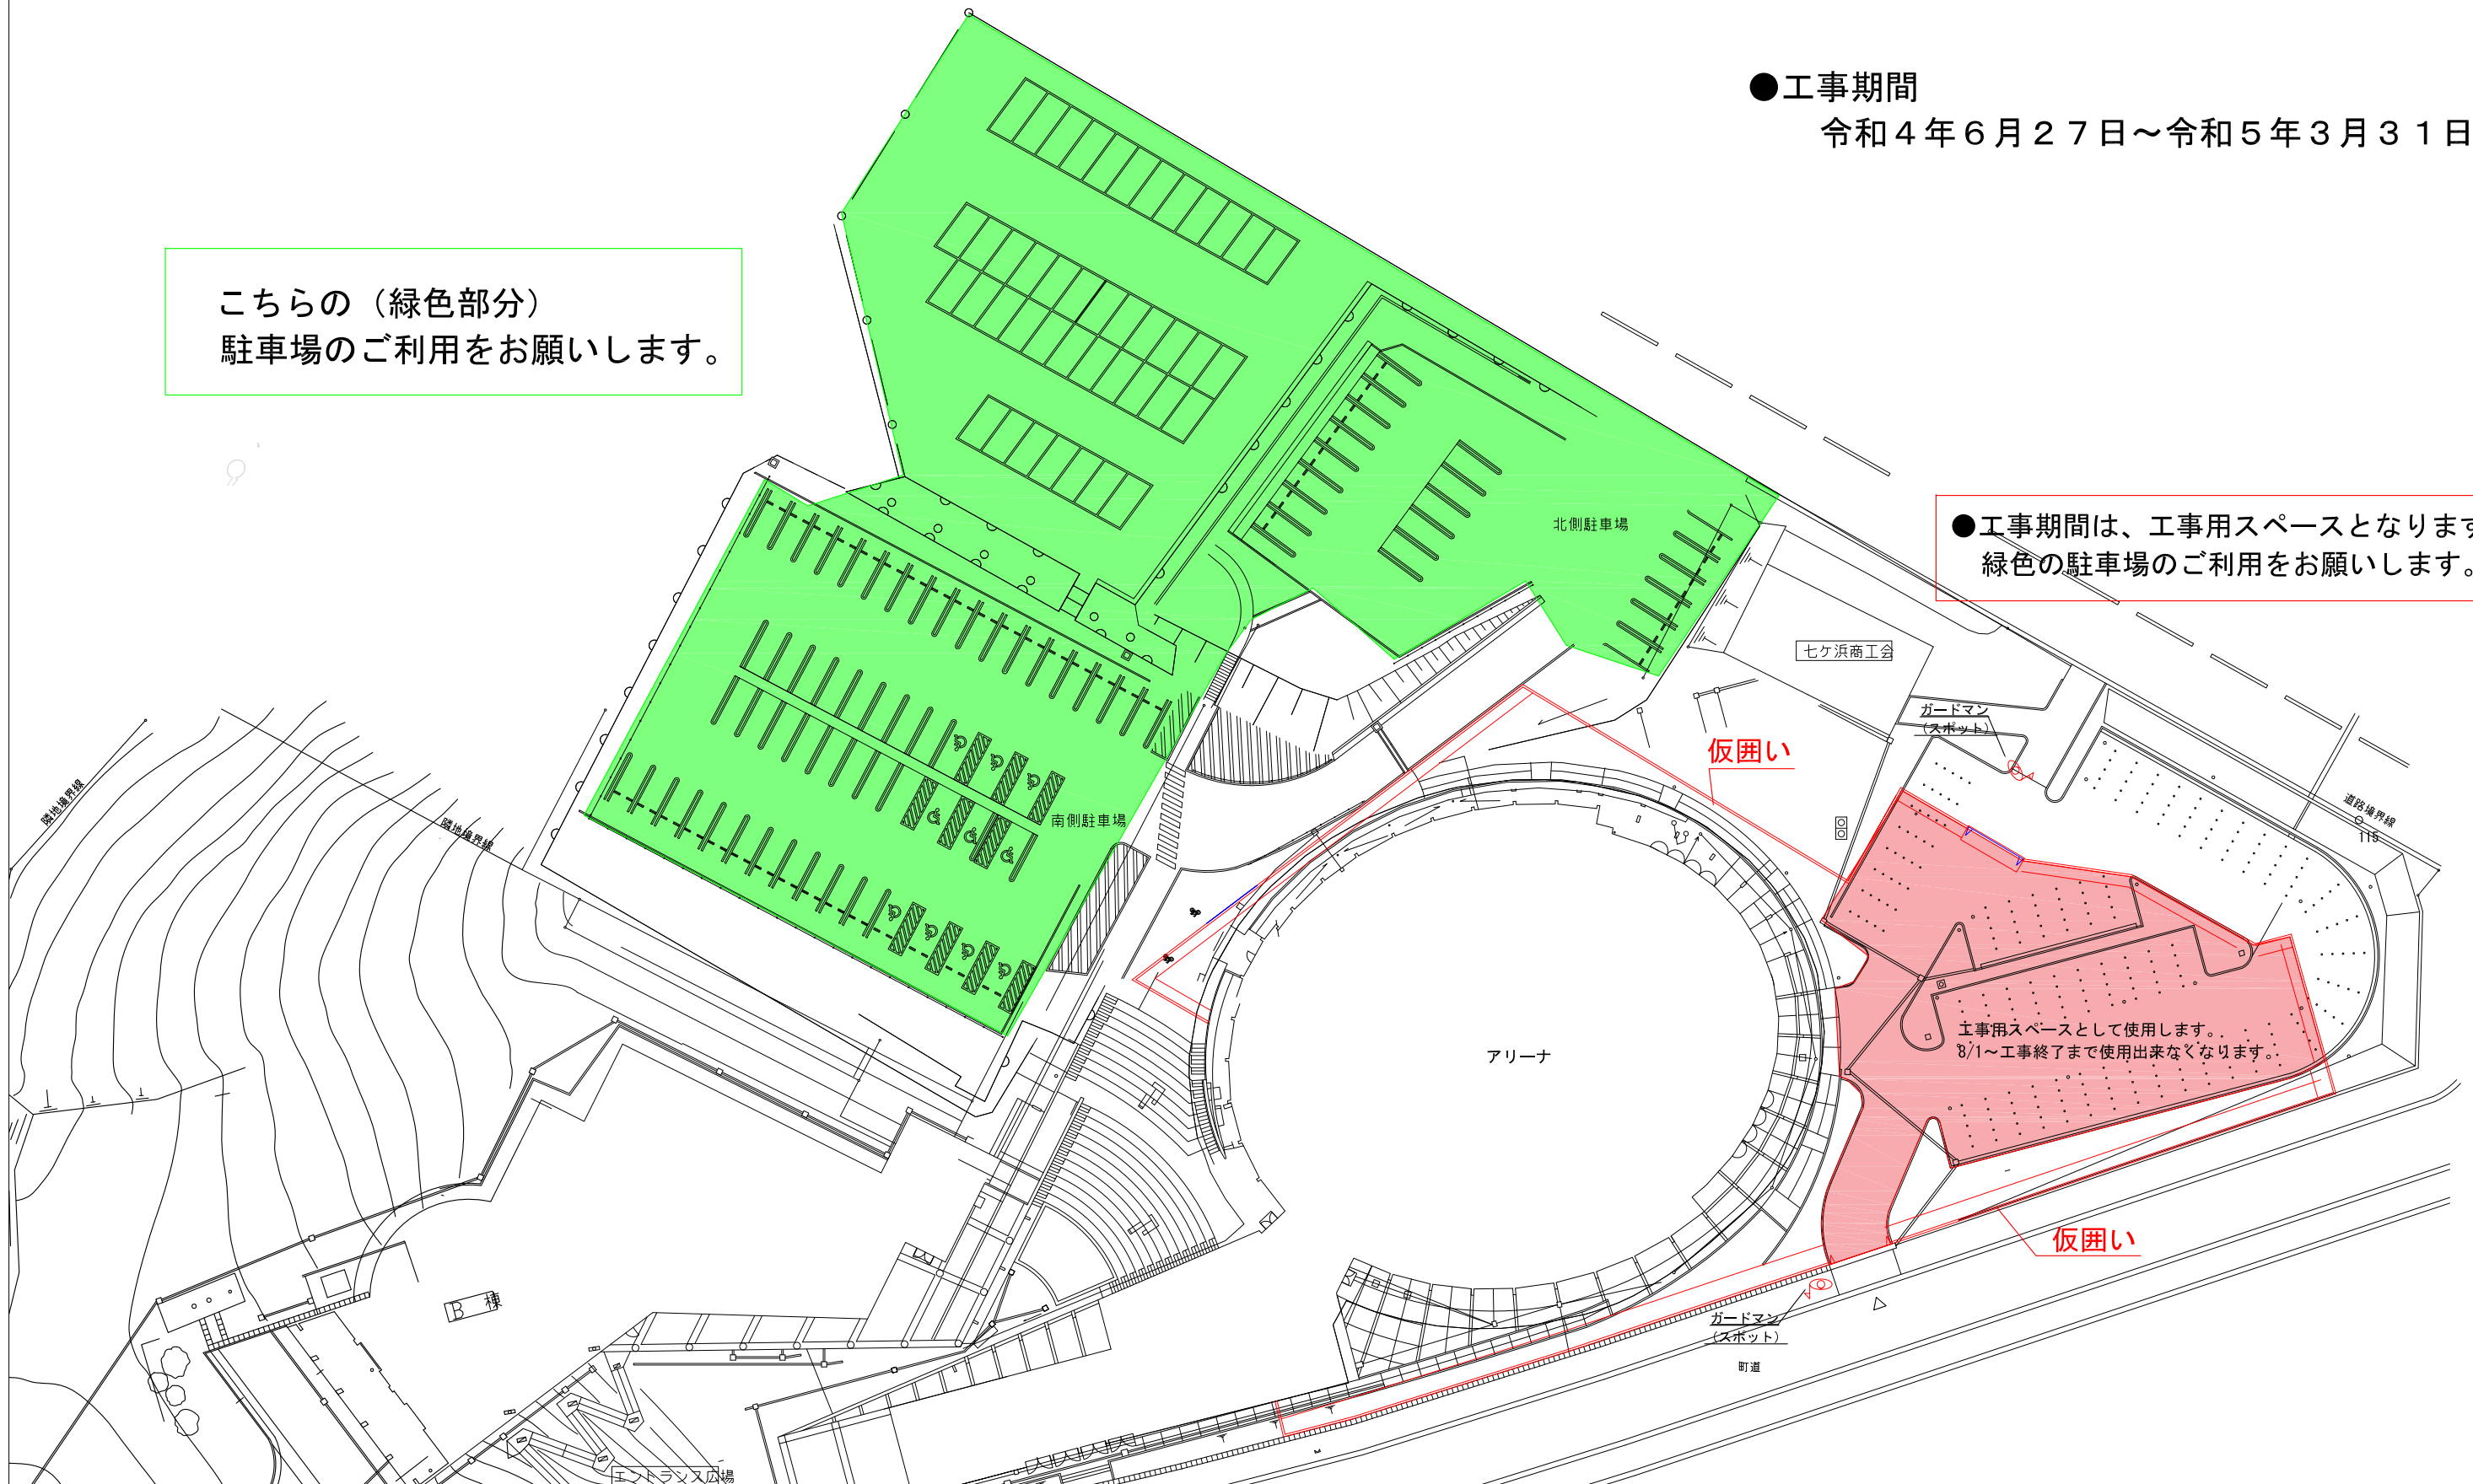 ●工事期間
令和４年６月２７日～令和５年３月３１日
こちらの（緑色部分）
駐車場のご利用をお願いします。
●工事期間は、工事用スペースとなります
緑色の駐車場のご利用をお願いします。
北側駐車場
七ケ浜商工会
ガードマン
（スポット）
仮囲い
道路境界線
115
隣地境界線
隣地境界線
南側駐車場
工事用スペースとして使用します。
8/1～工事終了まで使用出来なくなります。
アリーナ
仮囲い
B 棟
ガードマン
（スポット）
町道
エントランス広場